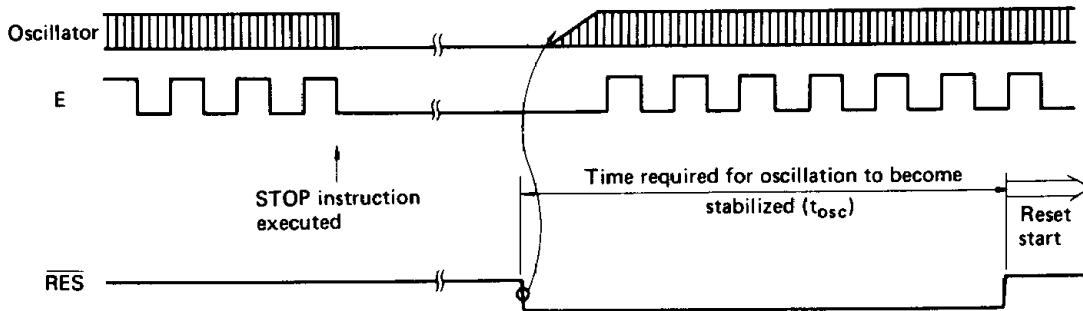 Oscillator
E
STOP instruction
executed
Time required for oscillation to become
stabilized (tosc)
Reset
start
RES